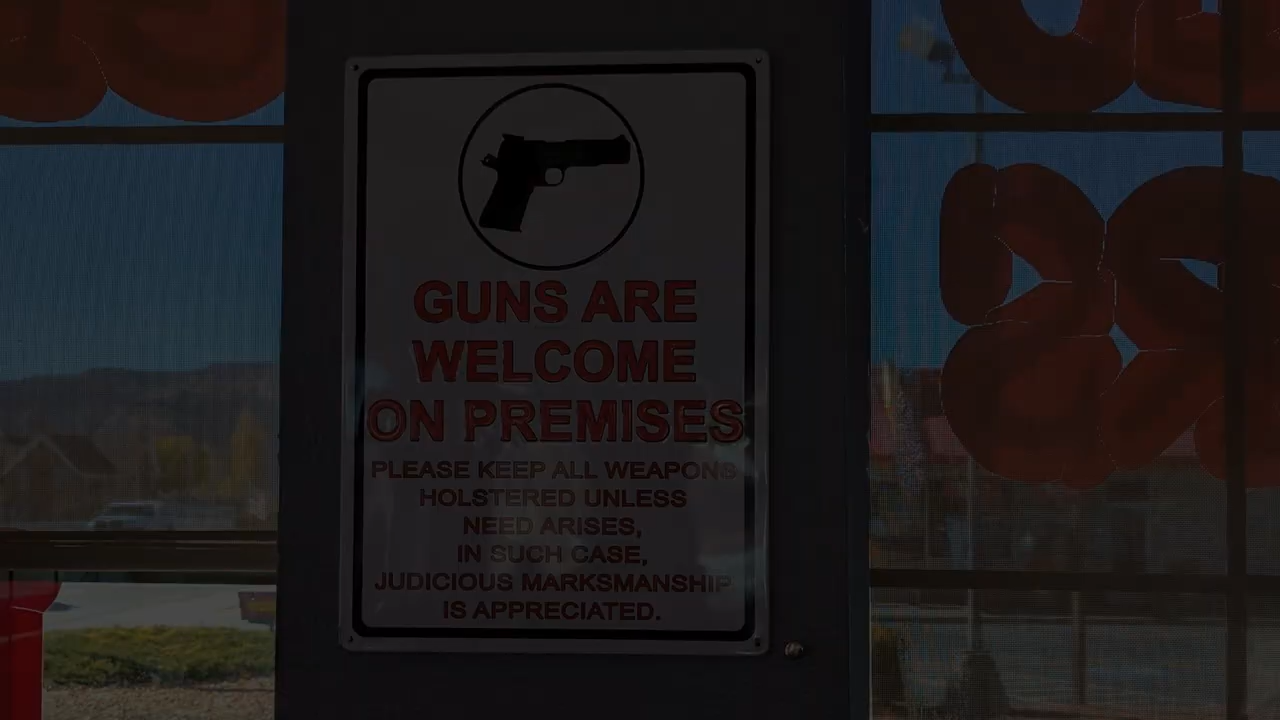 GUNS ARE
WELCOME
ON PREMISES
PLEASE KEEP ALL WEAPONS
HOLSTERED UNLESS
NEED ARISES,
IN SUCH CASE,
JUDICIOUS MARKSMANSHIP
IS APPRECIATED.